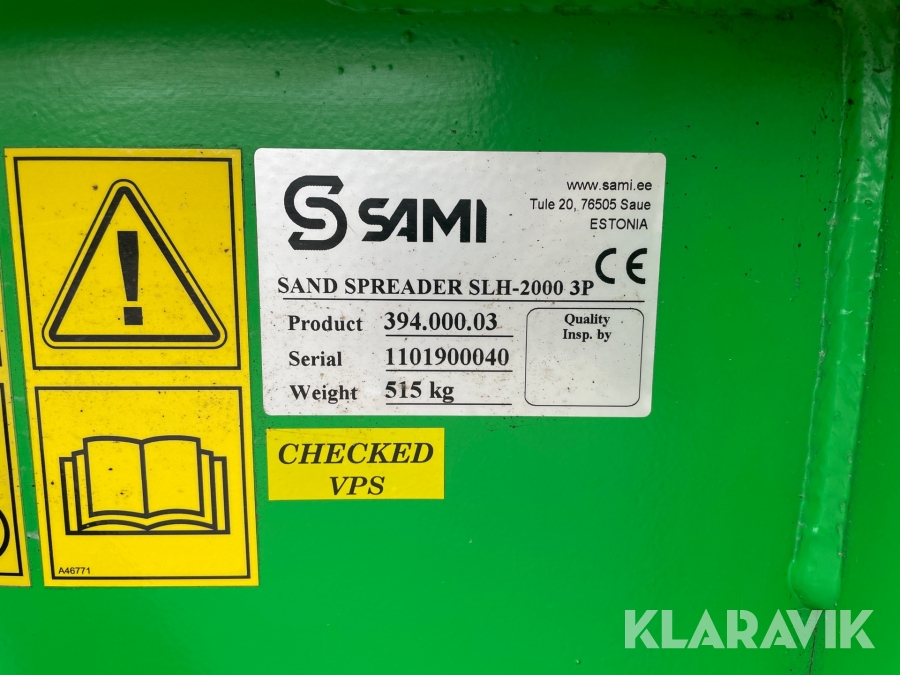 SAMI
www.sami.ee
Tule 20, 76505 Saue
ESTONIA
CE
SAND SPREADER SLH-2000 3P
Product 394.000.03
Serial 1101900040
Weight 515 kg
Quality
Insp. by
CHECKED
VPS
A46771
KLARAVIK